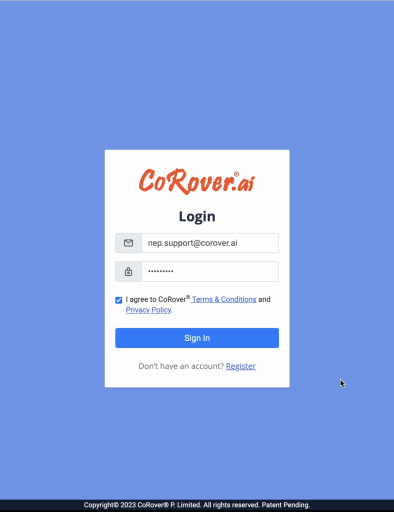 CoRover.ai®
Login
nep.support@corover.ai
•••••••••
I agree to CoRover® Terms & Conditions and
Privacy Policy.
Sign In
Don't have an account? Register
Copyright© 2023 CoRover® P. Limited. All rights reserved. Patent Pending.